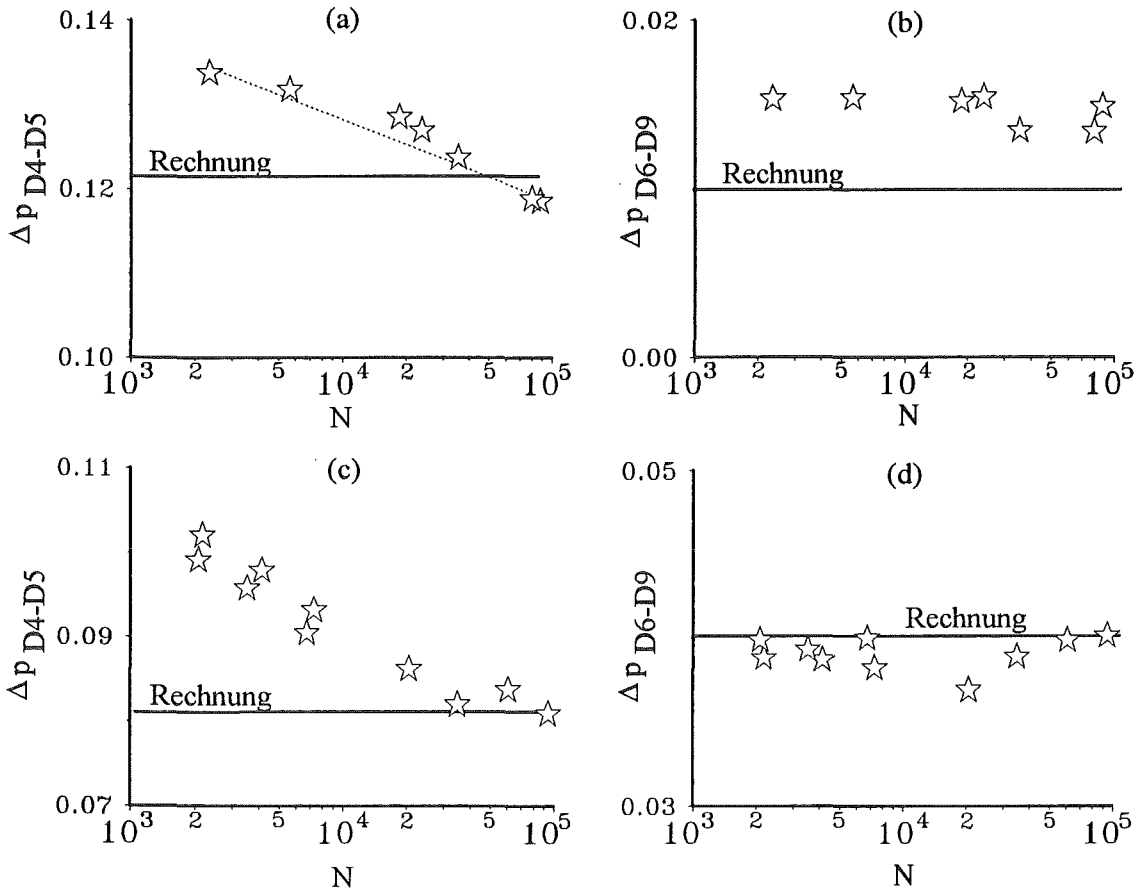 (a)
0.14
Δp D4-D5
Rechnung
0.12
0.10
10³ 2 5 10⁴ 2 5 10⁵
N
(b)
0.02
Δp D6-D9
Rechnung
0.00
10³ 2 5 10⁴ 2 5 10⁵
N
(c)
0.11
Δp D4-D5
0.09
Rechnung
0.07
10³ 2 5 10⁴ 2 5 10⁵
N
(d)
0.05
Δp D6-D9
Rechnung
0.03
10³ 2 5 10⁴ 2 5 10⁵
N